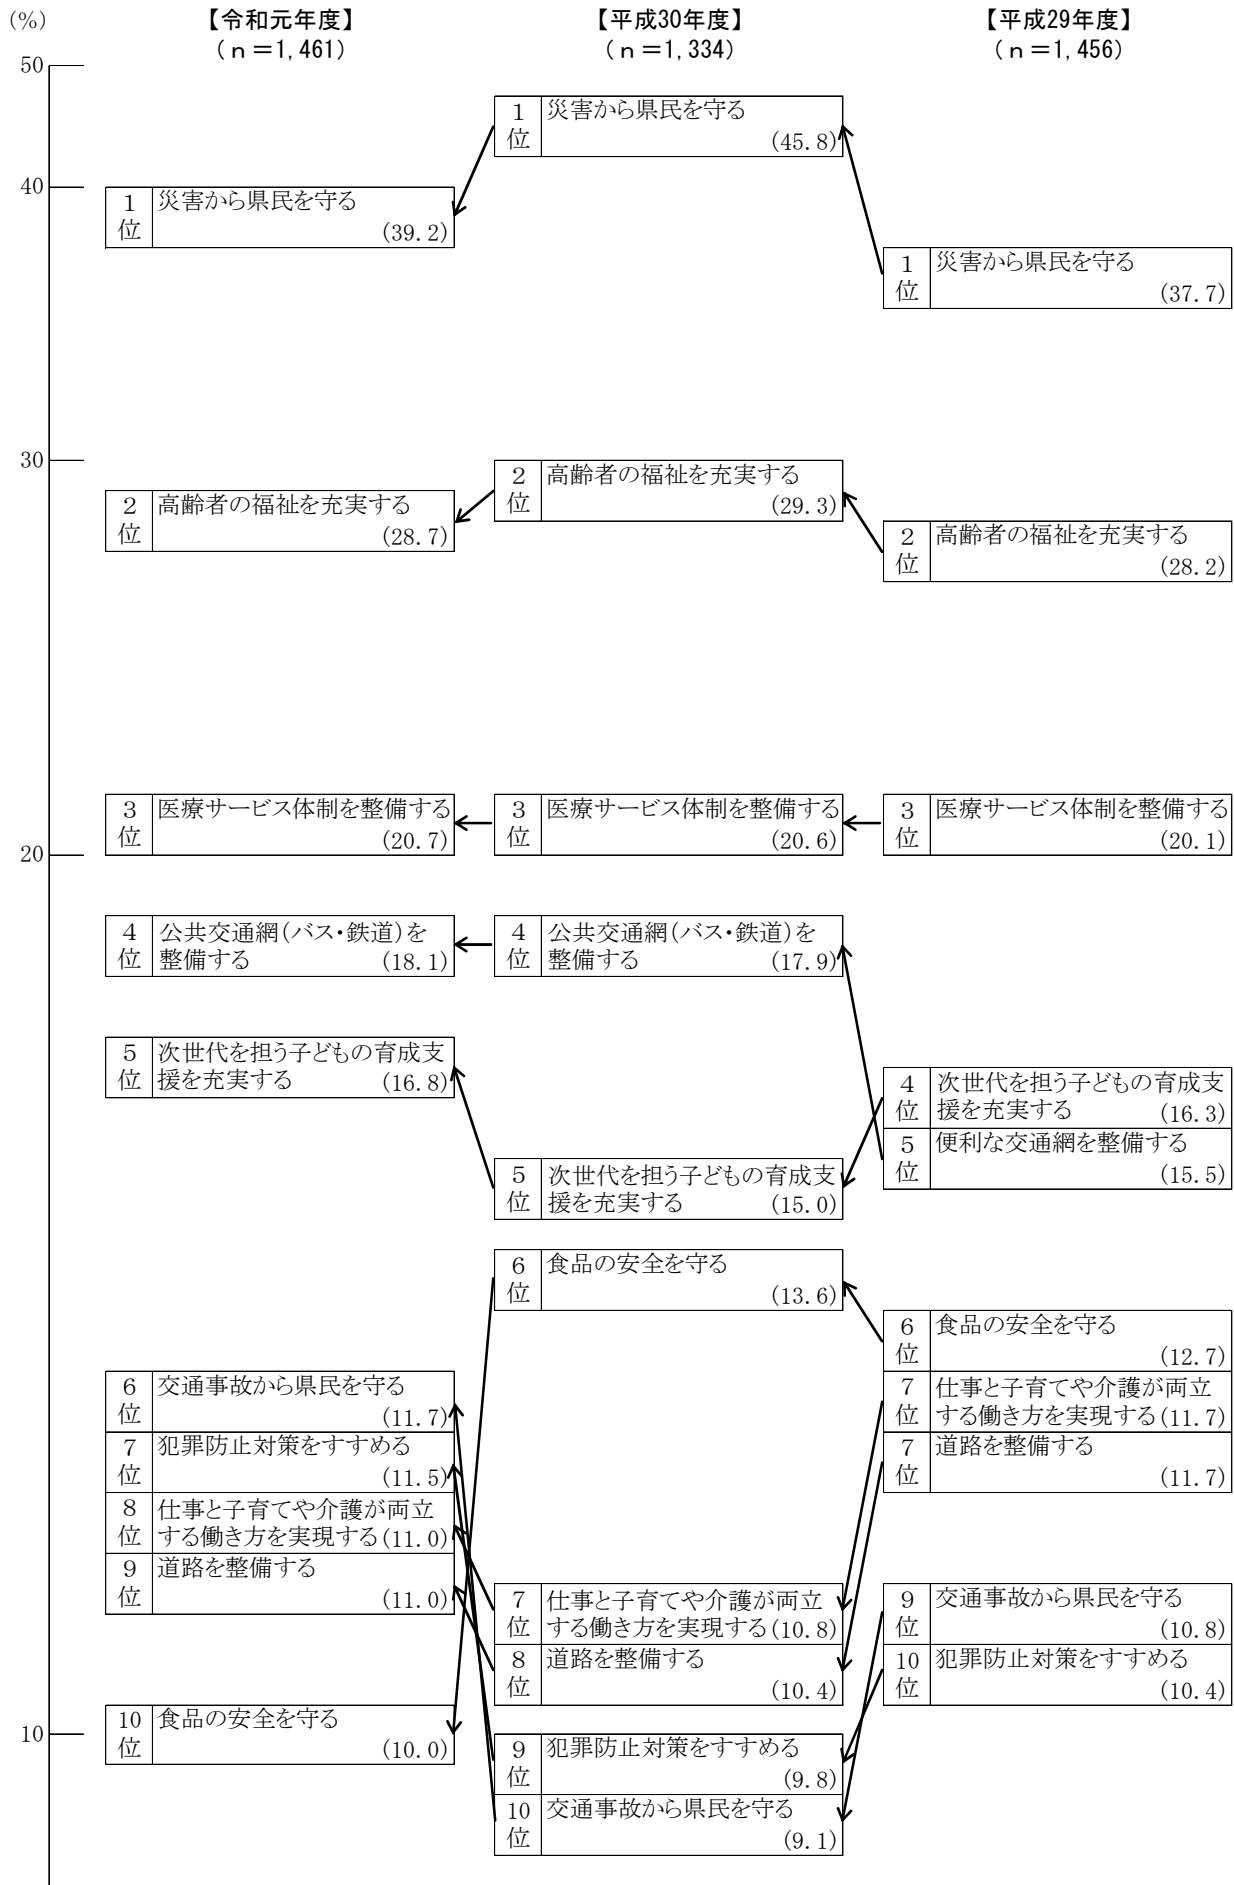 (%)
【令和元年度】
(ｎ＝1,461)
【平成30年度】
(ｎ＝1,334)
【平成29年度】
(ｎ＝1,456)
50
40
30
20
10
1位
災害から県民を守る
(39.2)
2位
高齢者の福祉を充実する
(28.7)
3位
医療サービス体制を整備する
(20.7)
4位
公共交通網(バス・鉄道)を
整備する (18.1)
5位
次世代を担う子どもの育成支
援を充実する (16.8)
6位
交通事故から県民を守る
(11.7)
7位
犯罪防止対策をすすめる
(11.5)
8位
仕事と子育てや介護が両立
する働き方を実現する(11.0)
9位
道路を整備する
(11.0)
10位
食品の安全を守る
(10.0)
1位
災害から県民を守る
(45.8)
2位
高齢者の福祉を充実する
(29.3)
3位
医療サービス体制を整備する
(20.6)
4位
公共交通網(バス・鉄道)を
整備する (17.9)
5位
次世代を担う子どもの育成支
援を充実する (15.0)
6位
食品の安全を守る
(13.6)
7位
仕事と子育てや介護が両立
する働き方を実現する(10.8)
8位
道路を整備する
(10.4)
9位
犯罪防止対策をすすめる
(9.8)
10位
交通事故から県民を守る
(9.1)
1位
災害から県民を守る
(37.7)
2位
高齢者の福祉を充実する
(28.2)
3位
医療サービス体制を整備する
(20.1)
4位
次世代を担う子どもの育成支
援を充実する (16.3)
5位
便利な交通網を整備する
(15.5)
6位
食品の安全を守る
(12.7)
7位
仕事と子育てや介護が両立
する働き方を実現する(11.7)
7位
道路を整備する
(11.7)
9位
交通事故から県民を守る
(10.8)
10位
犯罪防止対策をすすめる
(10.4)